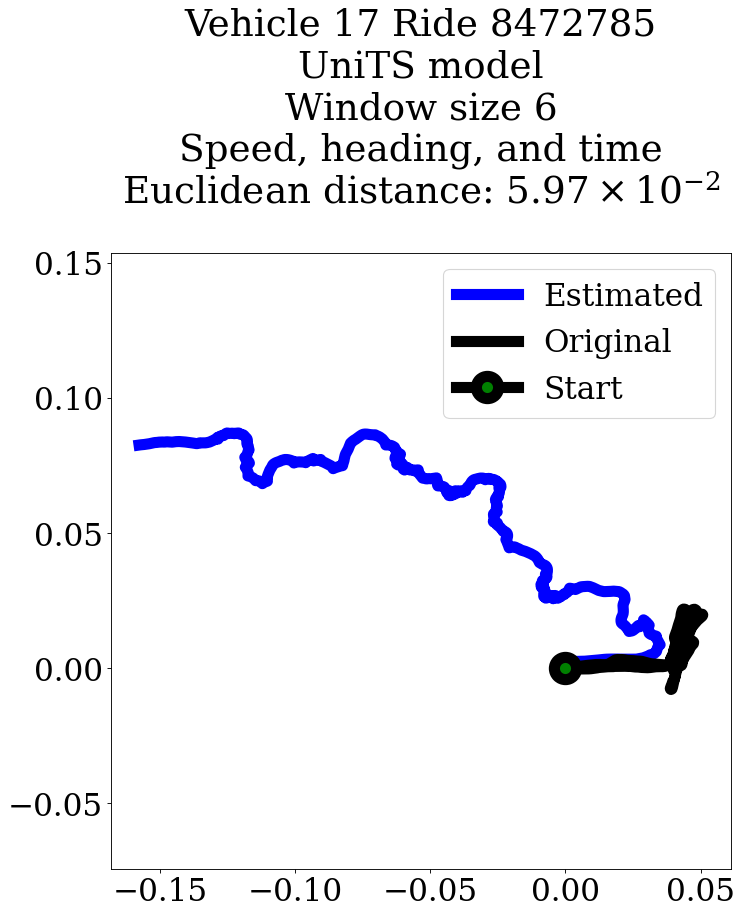 Vehicle 17 Ride 8472785
UniTS model
Window size 6
Speed, heading, and time
Euclidean distance: 5.97 × 10⁻²
0.15
Estimated
Original
Start
0.10
0.05
0.00
−0.05
−0.15 −0.10 −0.05 0.00 0.05